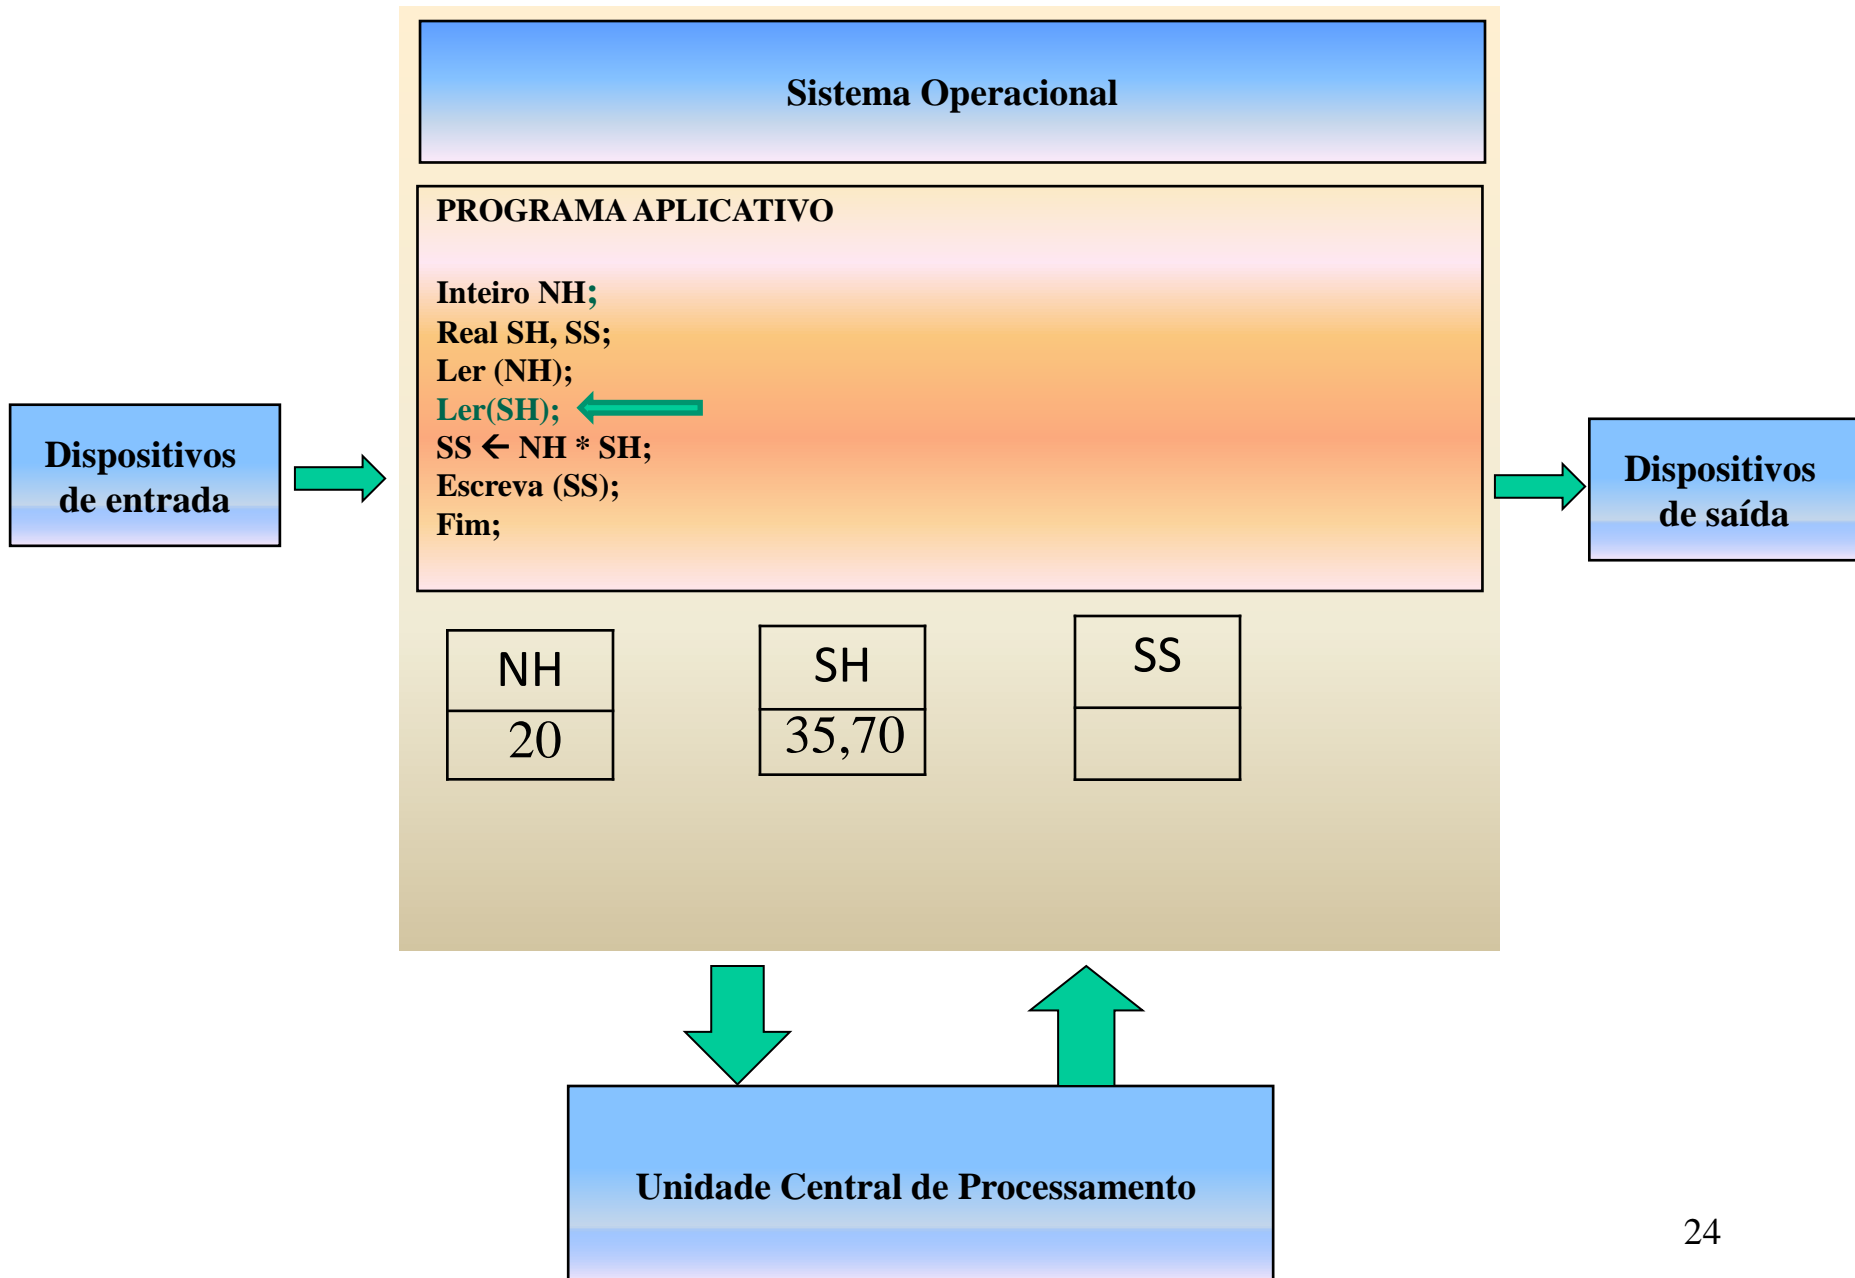 Sistema Operacional
PROGRAMA APLICATIVO
Inteiro NH;
Real SH, SS;
Ler (NH);
Ler(SH);
SS ← NH * SH;
Escreva (SS);
Fim;
Dispositivos
de entrada
Dispositivos
de saída
NH
20
SH
35,70
SS
Unidade Central de Processamento
24